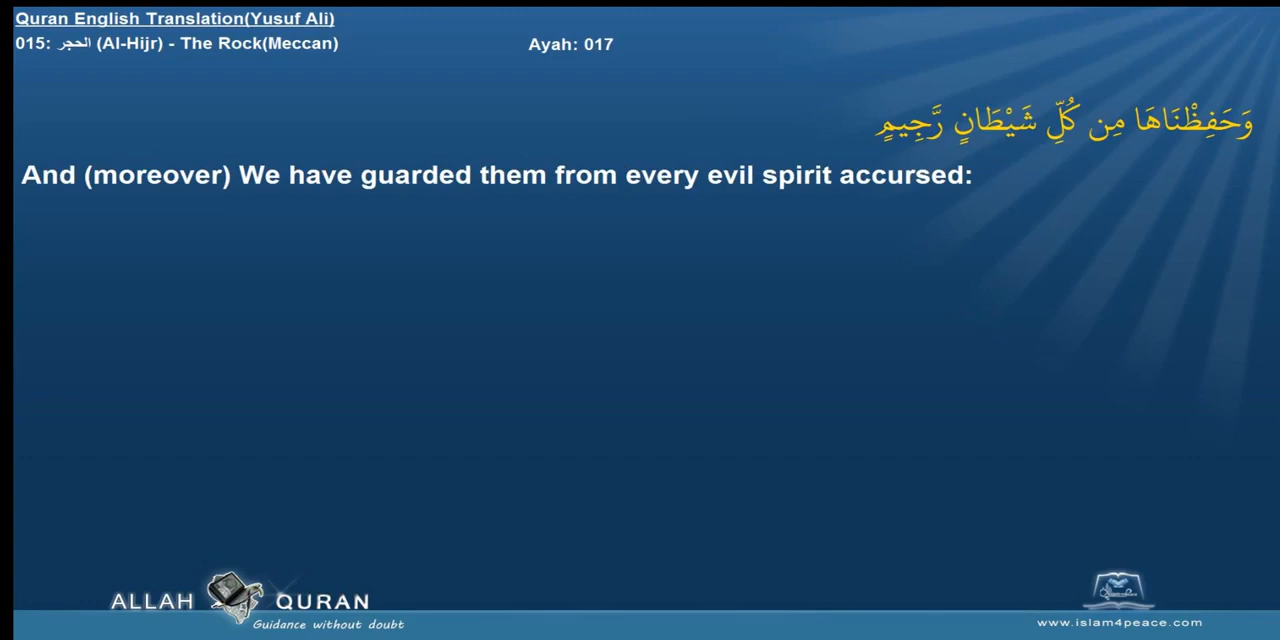 Quran English Translation(Yusuf Ali)
015: الحجر (Al-Hijr) - The Rock(Meccan) Ayah: 017
وَحَفِظْنَاهَا مِن كُلِّ شَيْطَانٍ رَّجِيمٍ
And (moreover) We have guarded them from every evil spirit accursed:
ALLAH QURAN
Guidance without doubt
www.islam4peace.com